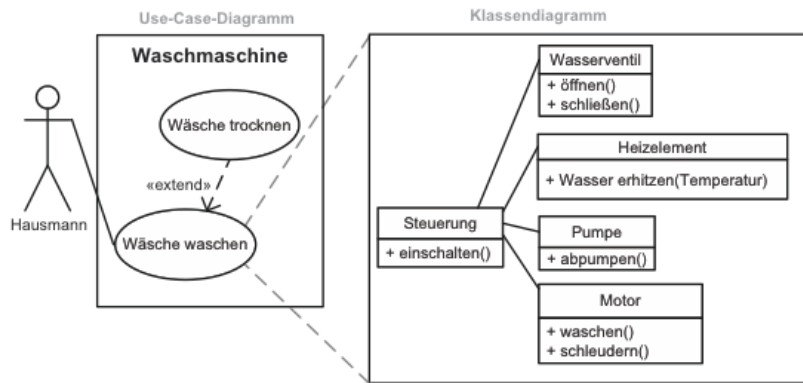 Use-Case-Diagramm
Waschmaschine
Wäsche trocknen
«extend»
Hausmann
Wäsche waschen
Klassendiagramm
Wasserventil
+ öffnen()
+ schließen()
Heizelement
+ Wasser erhitzen(Temperatur)
Steuerung
+ einschalten()
Pumpe
+ abpumpen()
Motor
+ waschen()
+ schleudern()